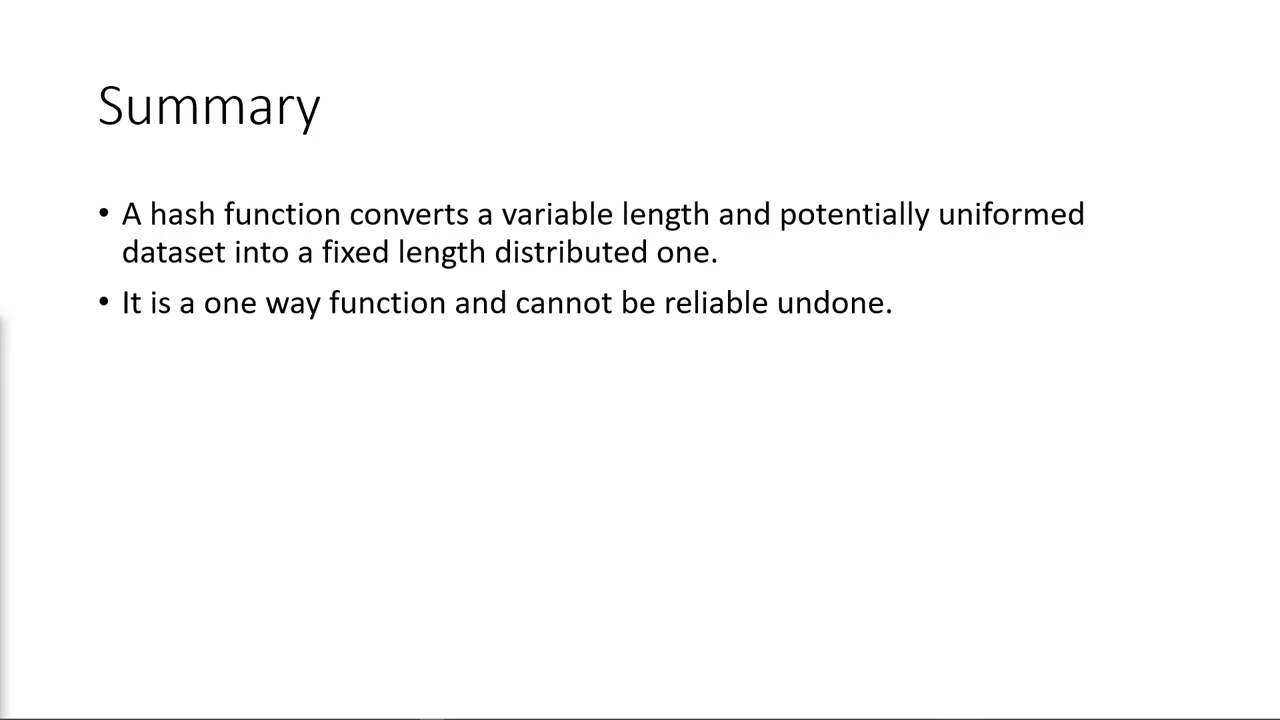 Summary
• A hash function converts a variable length and potentially uniformed
dataset into a fixed length distributed one.
• It is a one way function and cannot be reliable undone.